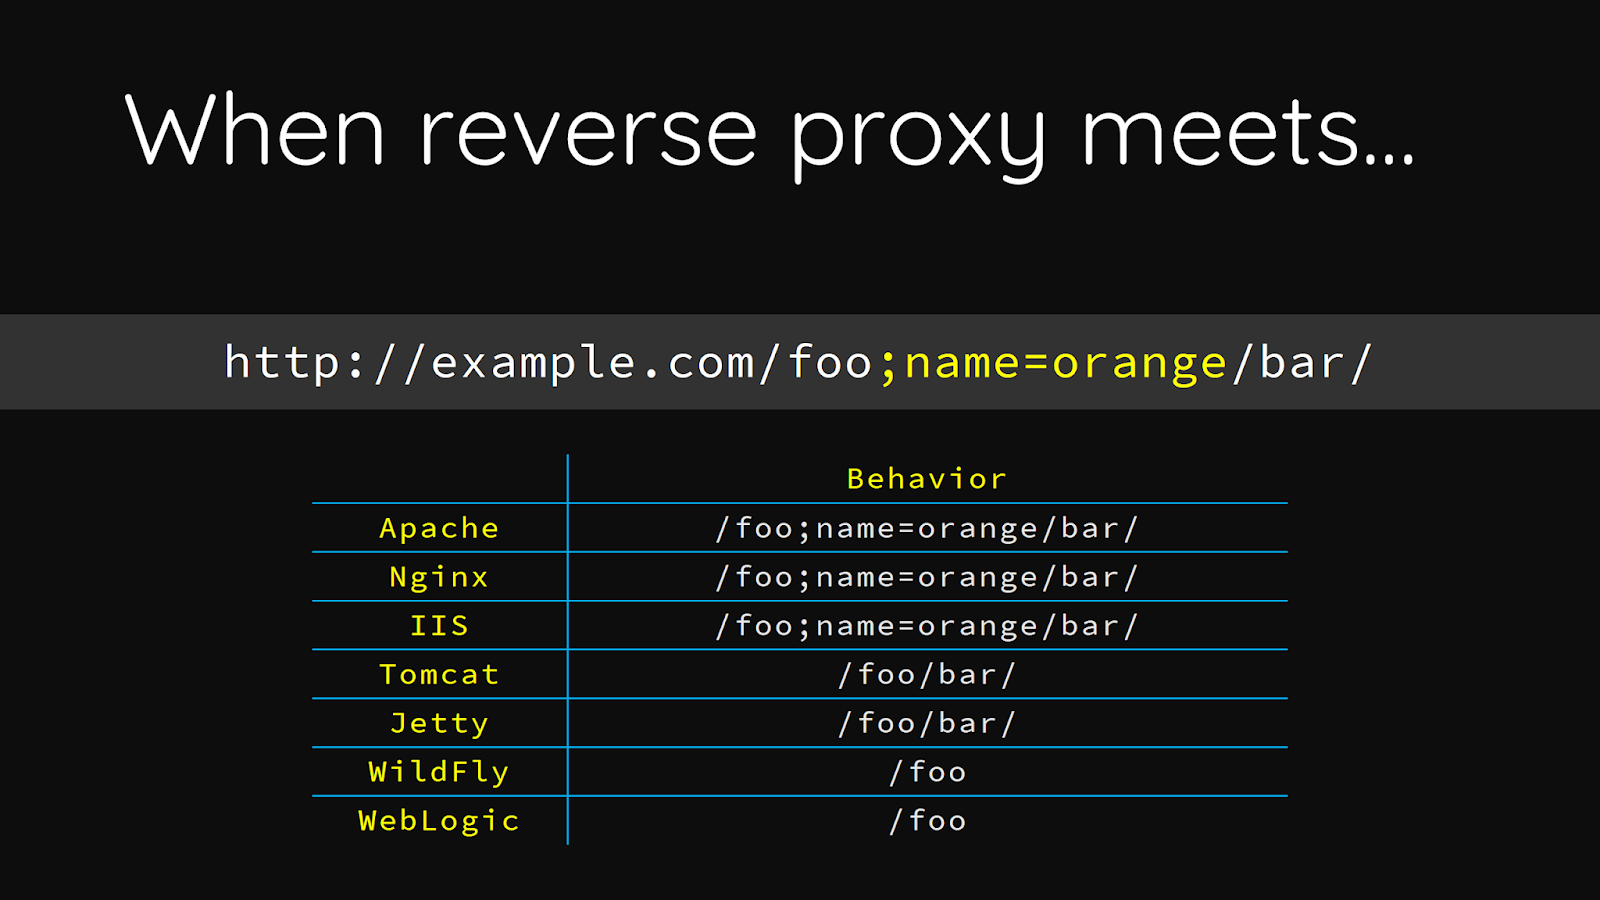 When reverse proxy meets...
http://example.com/foo;name=orange/bar/
Behavior
Apache /foo;name=orange/bar/
Nginx /foo;name=orange/bar/
IIS /foo;name=orange/bar/
Tomcat /foo/bar/
Jetty /foo/bar/
WildFly /foo
WebLogic /foo